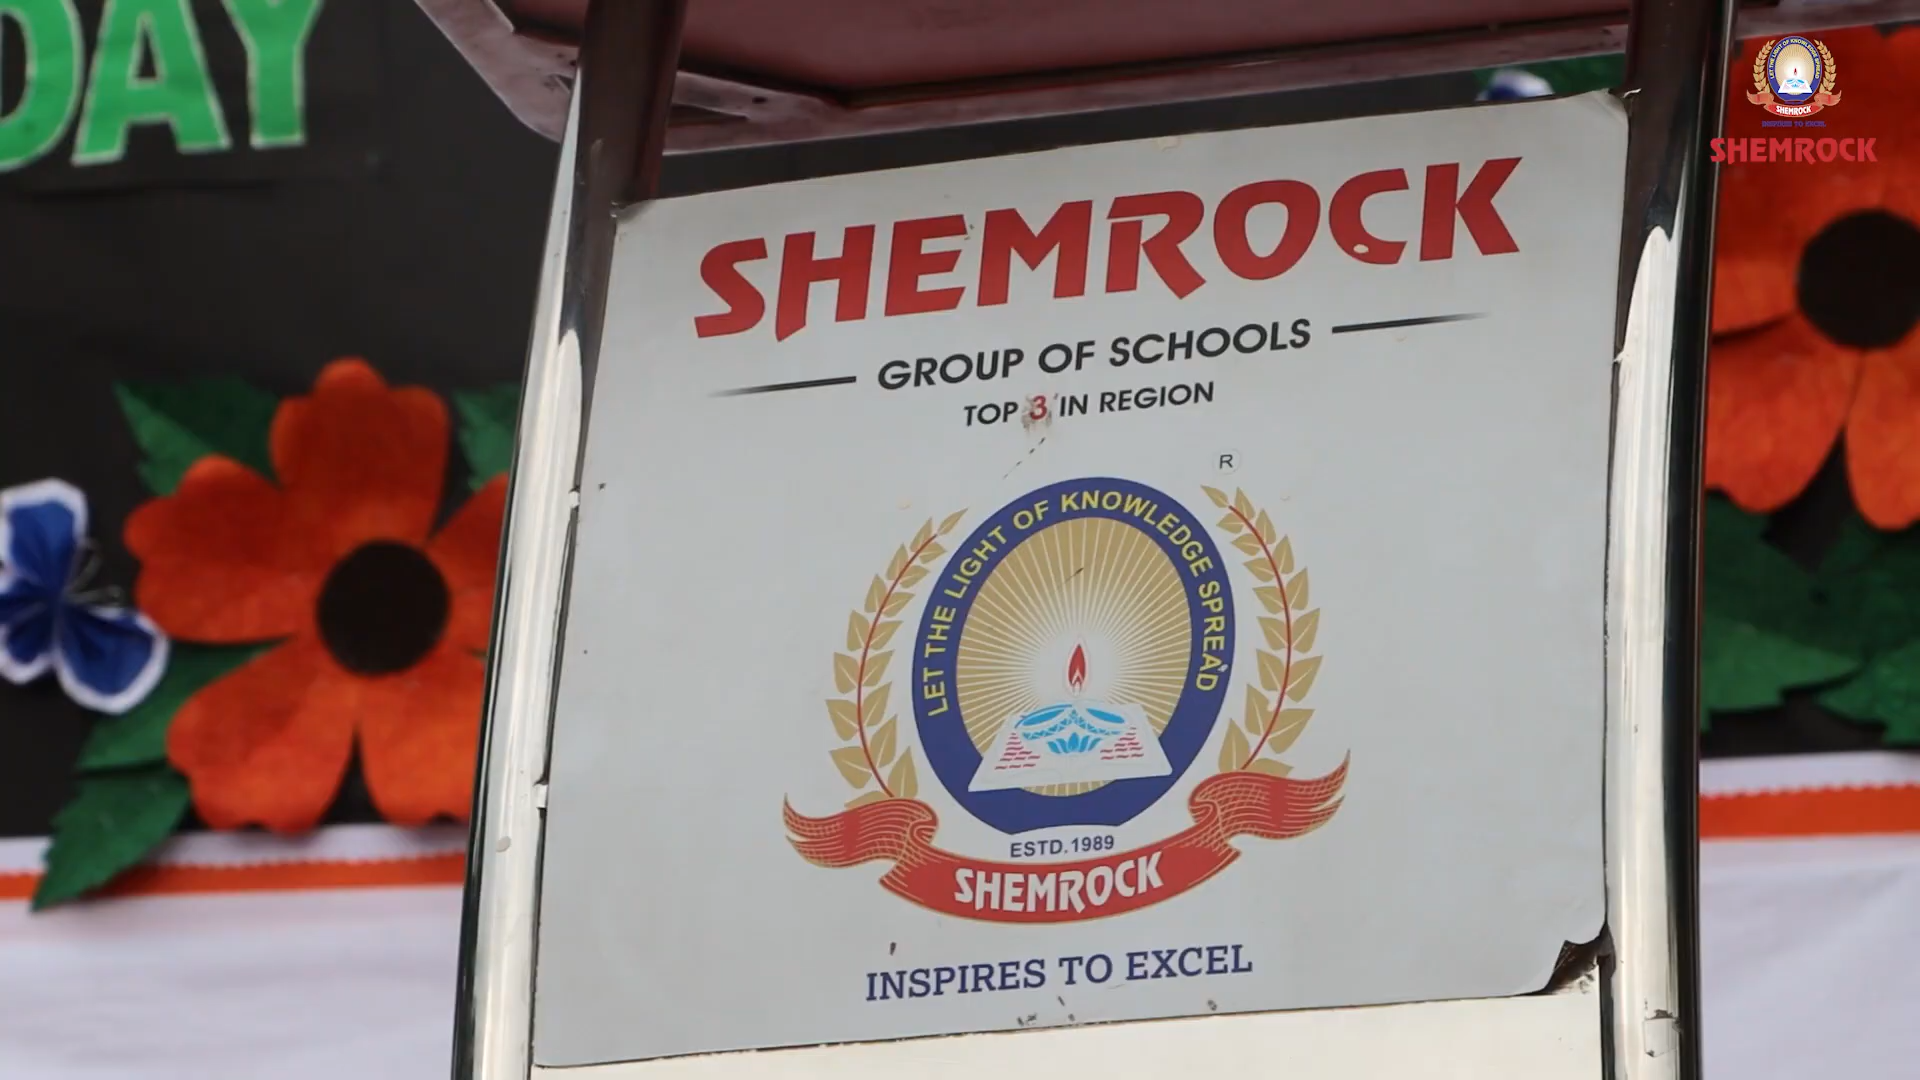 DAY
SHEMROCK
GROUP OF SCHOOLS
TOP 3 IN REGION
R
LET THE LIGHT OF KNOWLEDGE SPREAD
ESTD.1989
SHEMROCK
INSPIRES TO EXCEL
LET THE LIGHT OF KNOWLEDGE SPREAD
SHEMROCK
INSPIRES TO EXCEL
SHEMROCK